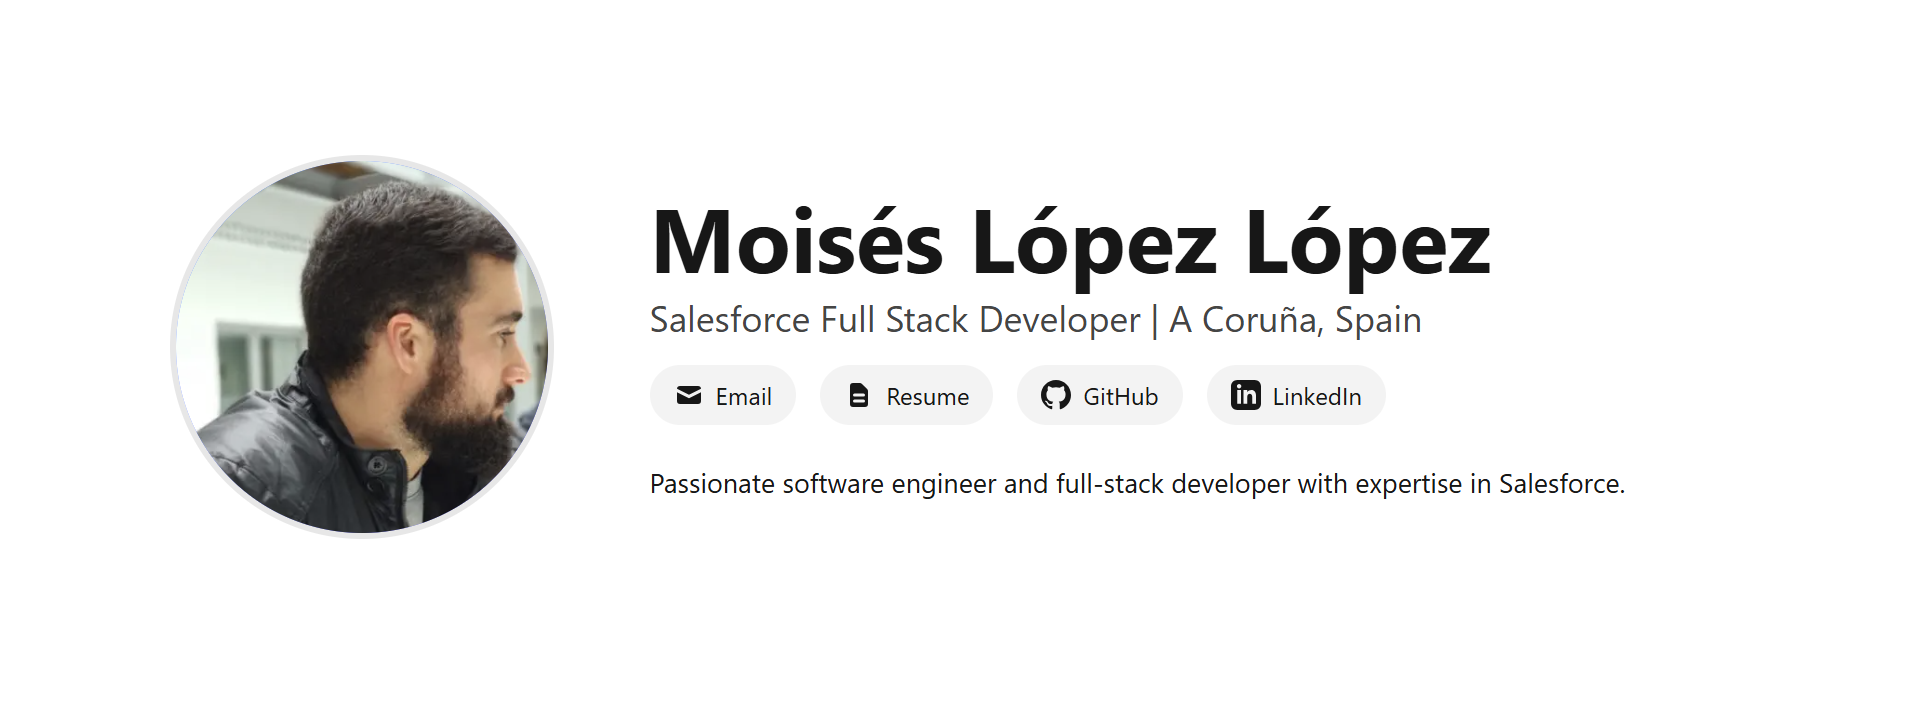 Moisés López López
Salesforce Full Stack Developer | A Coruña, Spain
Email Resume GitHub LinkedIn
Passionate software engineer and full-stack developer with expertise in Salesforce.